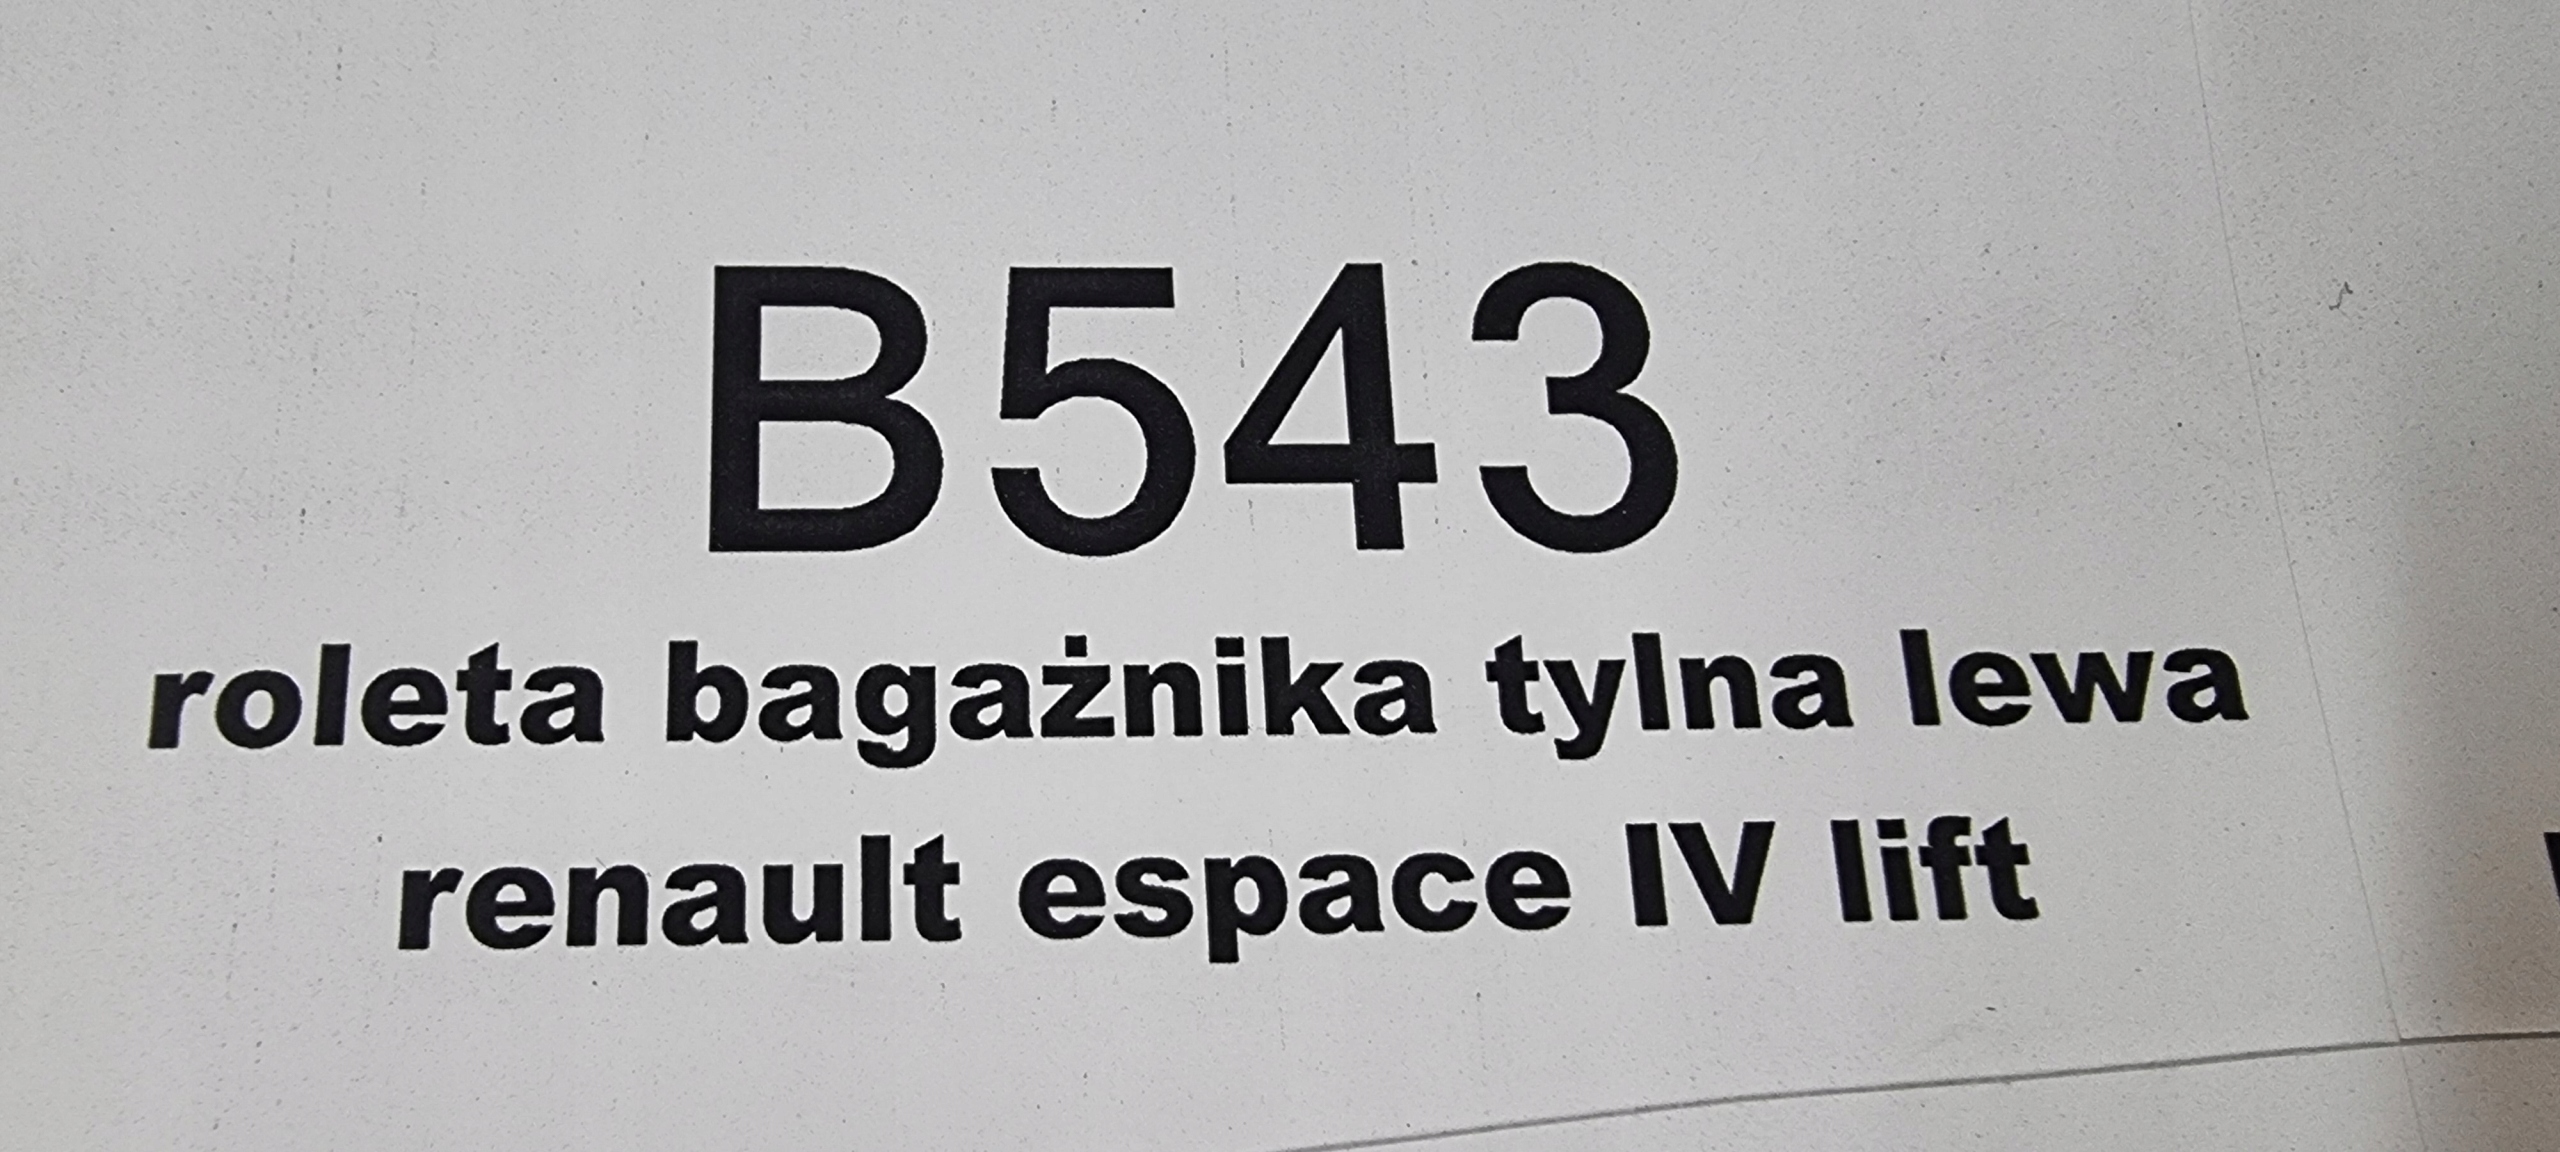 B543
roleta bagażnika tylna lewa
renault espace IV lift